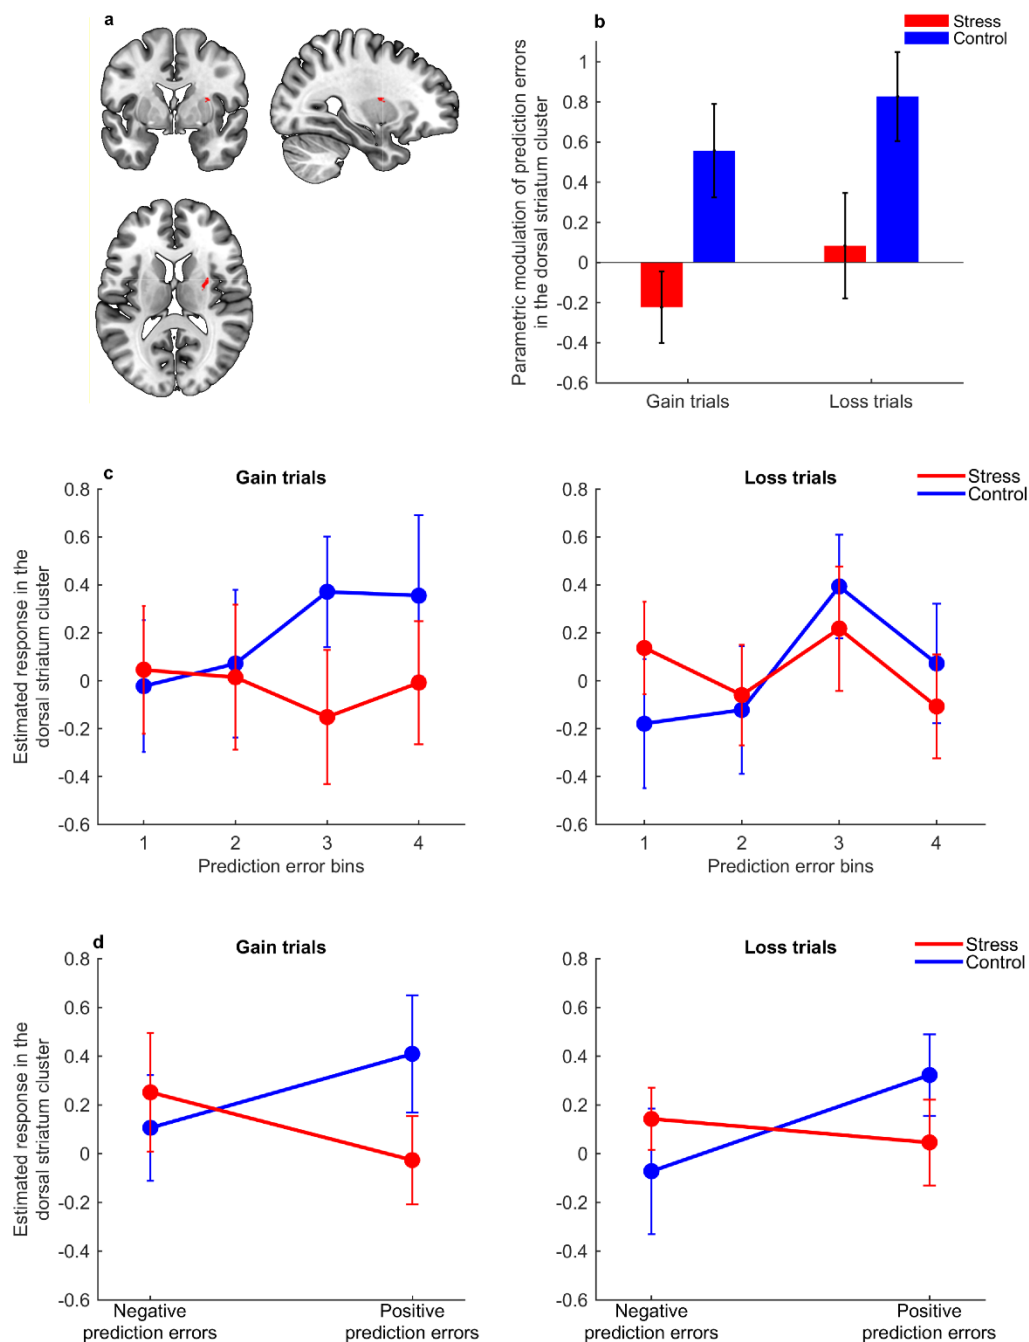 a
b
Stress
Control
Parametric modulation of prediction errors
in the dorsal striatum cluster
1
0.8
0.6
0.4
0.2
0
-0.2
-0.4
-0.6
Gain trials
Loss trials
c
Gain trials
Estimated response in the
dorsal striatum cluster
0.8
0.6
0.4
0.2
0
-0.2
-0.4
-0.6
1 2 3 4
Prediction error bins
Loss trials
Stress
Control
0.8
0.6
0.4
0.2
0
-0.2
-0.4
-0.6
1 2 3 4
Prediction error bins
d
Gain trials
Estimated response in the
dorsal striatum cluster
0.8
0.6
0.4
0.2
0
-0.2
-0.4
-0.6
Negative
prediction errors
Positive
prediction errors
Loss trials
Stress
Control
0.8
0.6
0.4
0.2
0
-0.2
-0.4
-0.6
Negative
prediction errors
Positive
prediction errors